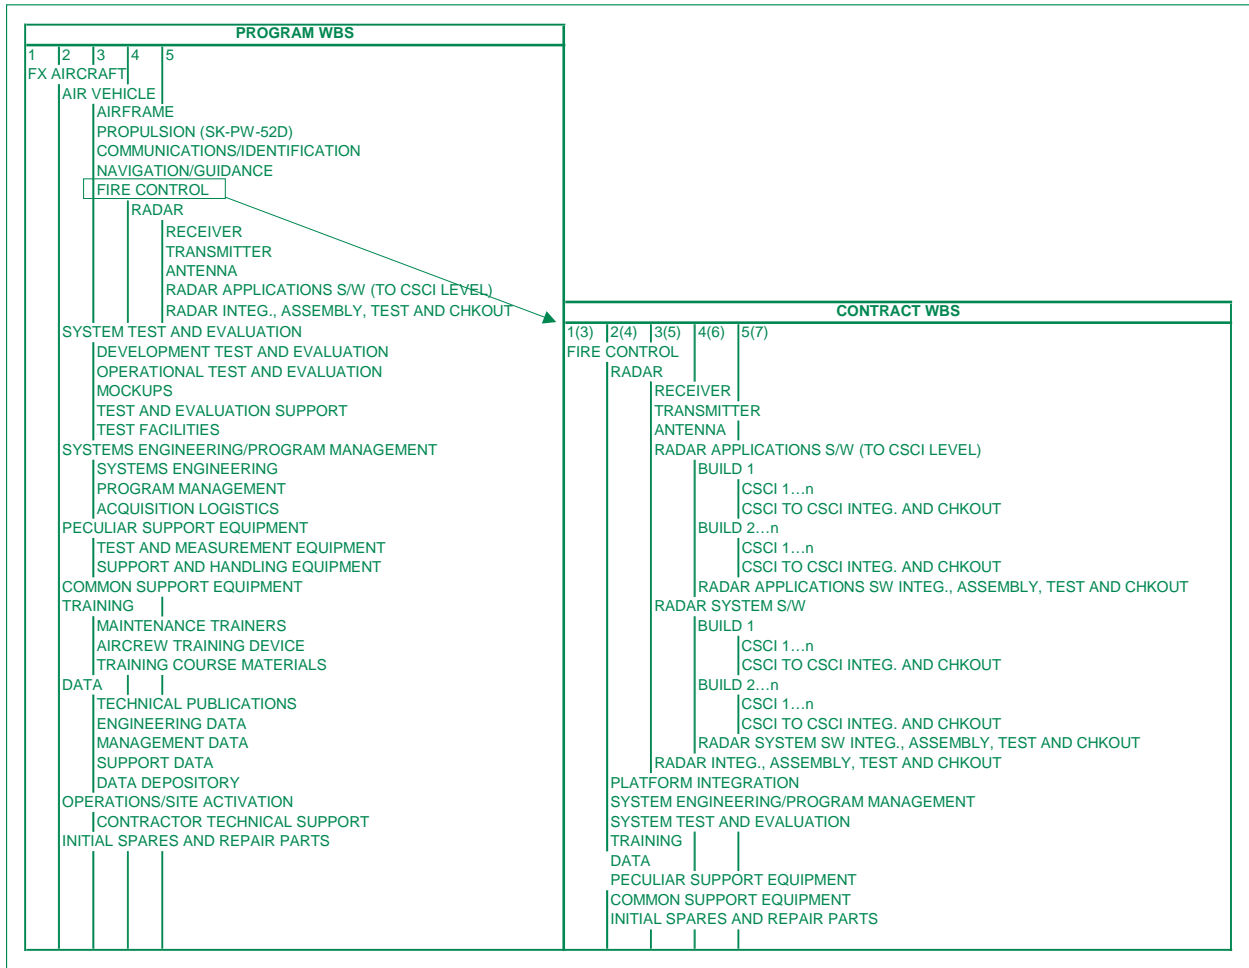 PROGRAM WBS
1 2 3 4 5
FX AIRCRAFT
AIR VEHICLE
AIRFRAME
PROPULSION (SK-PW-52D)
COMMUNICATIONS/IDENTIFICATION
NAVIGATION/GUIDANCE
FIRE CONTROL
RADAR
RECEIVER
TRANSMITTER
ANTENNA
RADAR APPLICATIONS S/W (TO CSCI LEVEL)
RADAR INTEG., ASSEMBLY, TEST AND CHKOUT
SYSTEM TEST AND EVALUATION
DEVELOPMENT TEST AND EVALUATION
OPERATIONAL TEST AND EVALUATION
MOCKUPS
TEST AND EVALUATION SUPPORT
TEST FACILITIES
SYSTEMS ENGINEERING/PROGRAM MANAGEMENT
SYSTEMS ENGINEERING
PROGRAM MANAGEMENT
ACQUISITION LOGISTICS
PECULIAR SUPPORT EQUIPMENT
TEST AND MEASUREMENT EQUIPMENT
SUPPORT AND HANDLING EQUIPMENT
COMMON SUPPORT EQUIPMENT
TRAINING
MAINTENANCE TRAINERS
AIRCREW TRAINING DEVICE
TRAINING COURSE MATERIALS
DATA
TECHNICAL PUBLICATIONS
ENGINEERING DATA
MANAGEMENT DATA
SUPPORT DATA
DATA DEPOSITORY
OPERATIONS/SITE ACTIVATION
CONTRACTOR TECHNICAL SUPPORT
INITIAL SPARES AND REPAIR PARTS
CONTRACT WBS
1(3) 2(4) 3(5) 4(6) 5(7)
FIRE CONTROL
RADAR
RECEIVER
TRANSMITTER
ANTENNA
RADAR APPLICATIONS S/W (TO CSCI LEVEL)
BUILD 1
CSCI 1…n
CSCI TO CSCI INTEG. AND CHKOUT
BUILD 2…n
CSCI 1…n
CSCI TO CSCI INTEG. AND CHKOUT
RADAR APPLICATIONS SW INTEG., ASSEMBLY, TEST AND CHKOUT
RADAR SYSTEM S/W
BUILD 1
CSCI 1…n
CSCI TO CSCI INTEG. AND CHKOUT
BUILD 2…n
CSCI 1…n
CSCI TO CSCI INTEG. AND CHKOUT
RADAR SYSTEM SW INTEG., ASSEMBLY, TEST AND CHKOUT
RADAR INTEG., ASSEMBLY, TEST AND CHKOUT
PLATFORM INTEGRATION
SYSTEM ENGINEERING/PROGRAM MANAGEMENT
SYSTEM TEST AND EVALUATION
TRAINING
DATA
PECULIAR SUPPORT EQUIPMENT
COMMON SUPPORT EQUIPMENT
INITIAL SPARES AND REPAIR PARTS